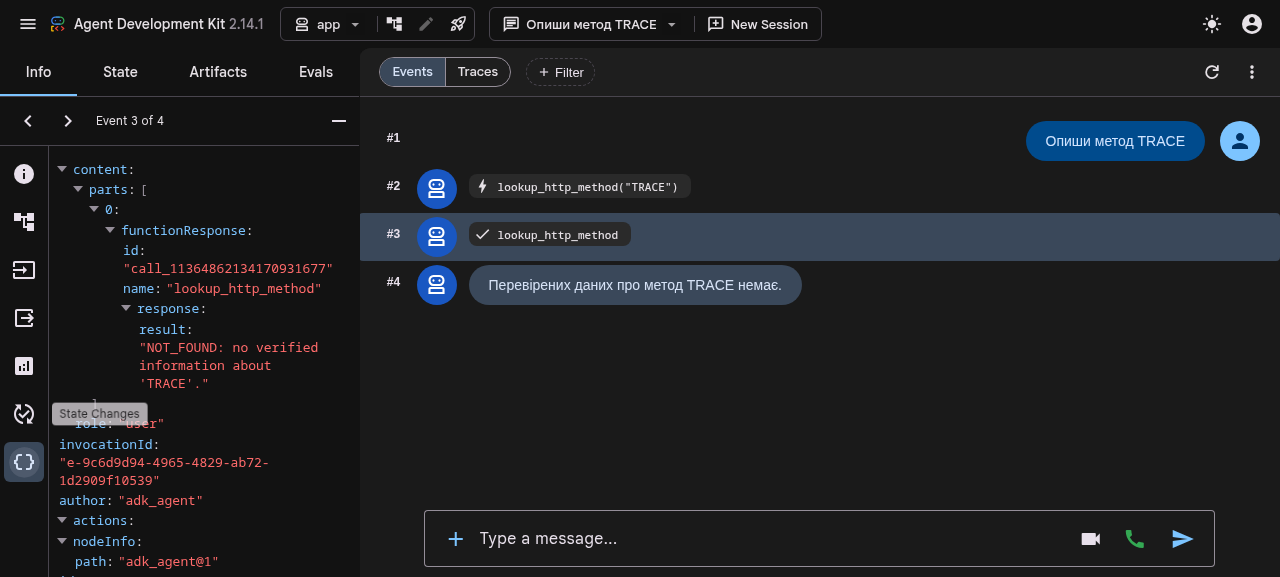 Agent Development Kit 2.14.1
app
Опиши метод TRACE
New Session
Info
State
Artifacts
Evals
Events
Traces
Filter
Event 3 of 4
content:
parts: [
0:
functionResponse:
id:
"call_11364862134170931677"
name: "lookup_http_method"
response:
result:
"NOT_FOUND: no verified
information about
'TRACE'."
]
State Changes
role: "user"
invocationId:
"e-9c6d9d94-4965-4829-ab72-
1d2909f10539"
author: "adk_agent"
actions:
nodeInfo:
path: "adk_agent@1"
#1
Опиши метод TRACE
#2
lookup_http_method("TRACE")
#3
lookup_http_method
#4
Перевірених даних про метод TRACE немає.
Type a message...